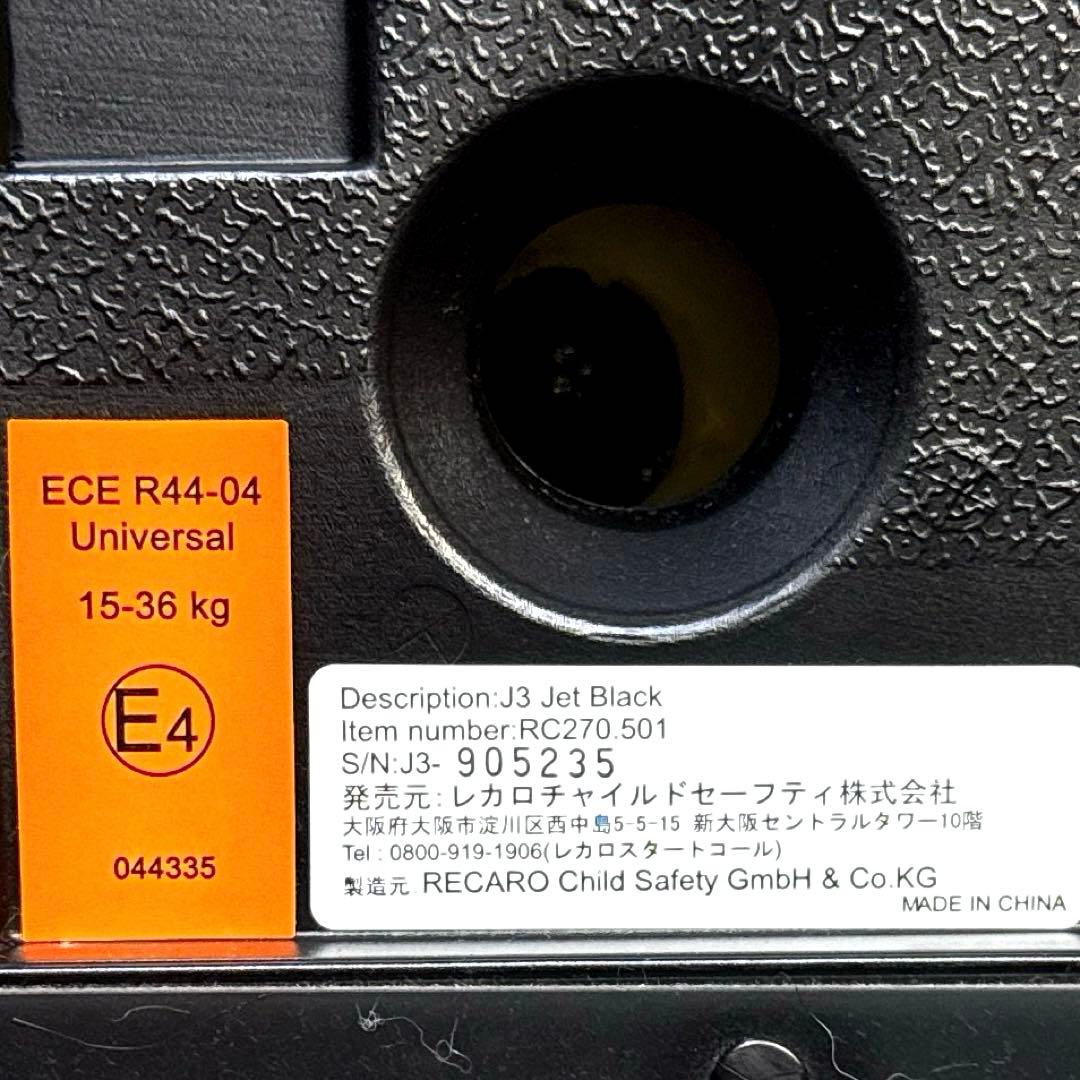 ECE R44-04
Universal
15-36 kg
E4
044335
Description:J3 Jet Black
Item number:RC270.501
S/N:J3- 905235
発売元:レカロチャイルドセーフティ株式会社
大阪府大阪市淀川区西中島5-5-15 新大阪セントラルタワー10階
Tel : 0800-919-1906(レカロスタートコール)
製造元. RECARO Child Safety GmbH & Co.KG
MADE IN CHINA